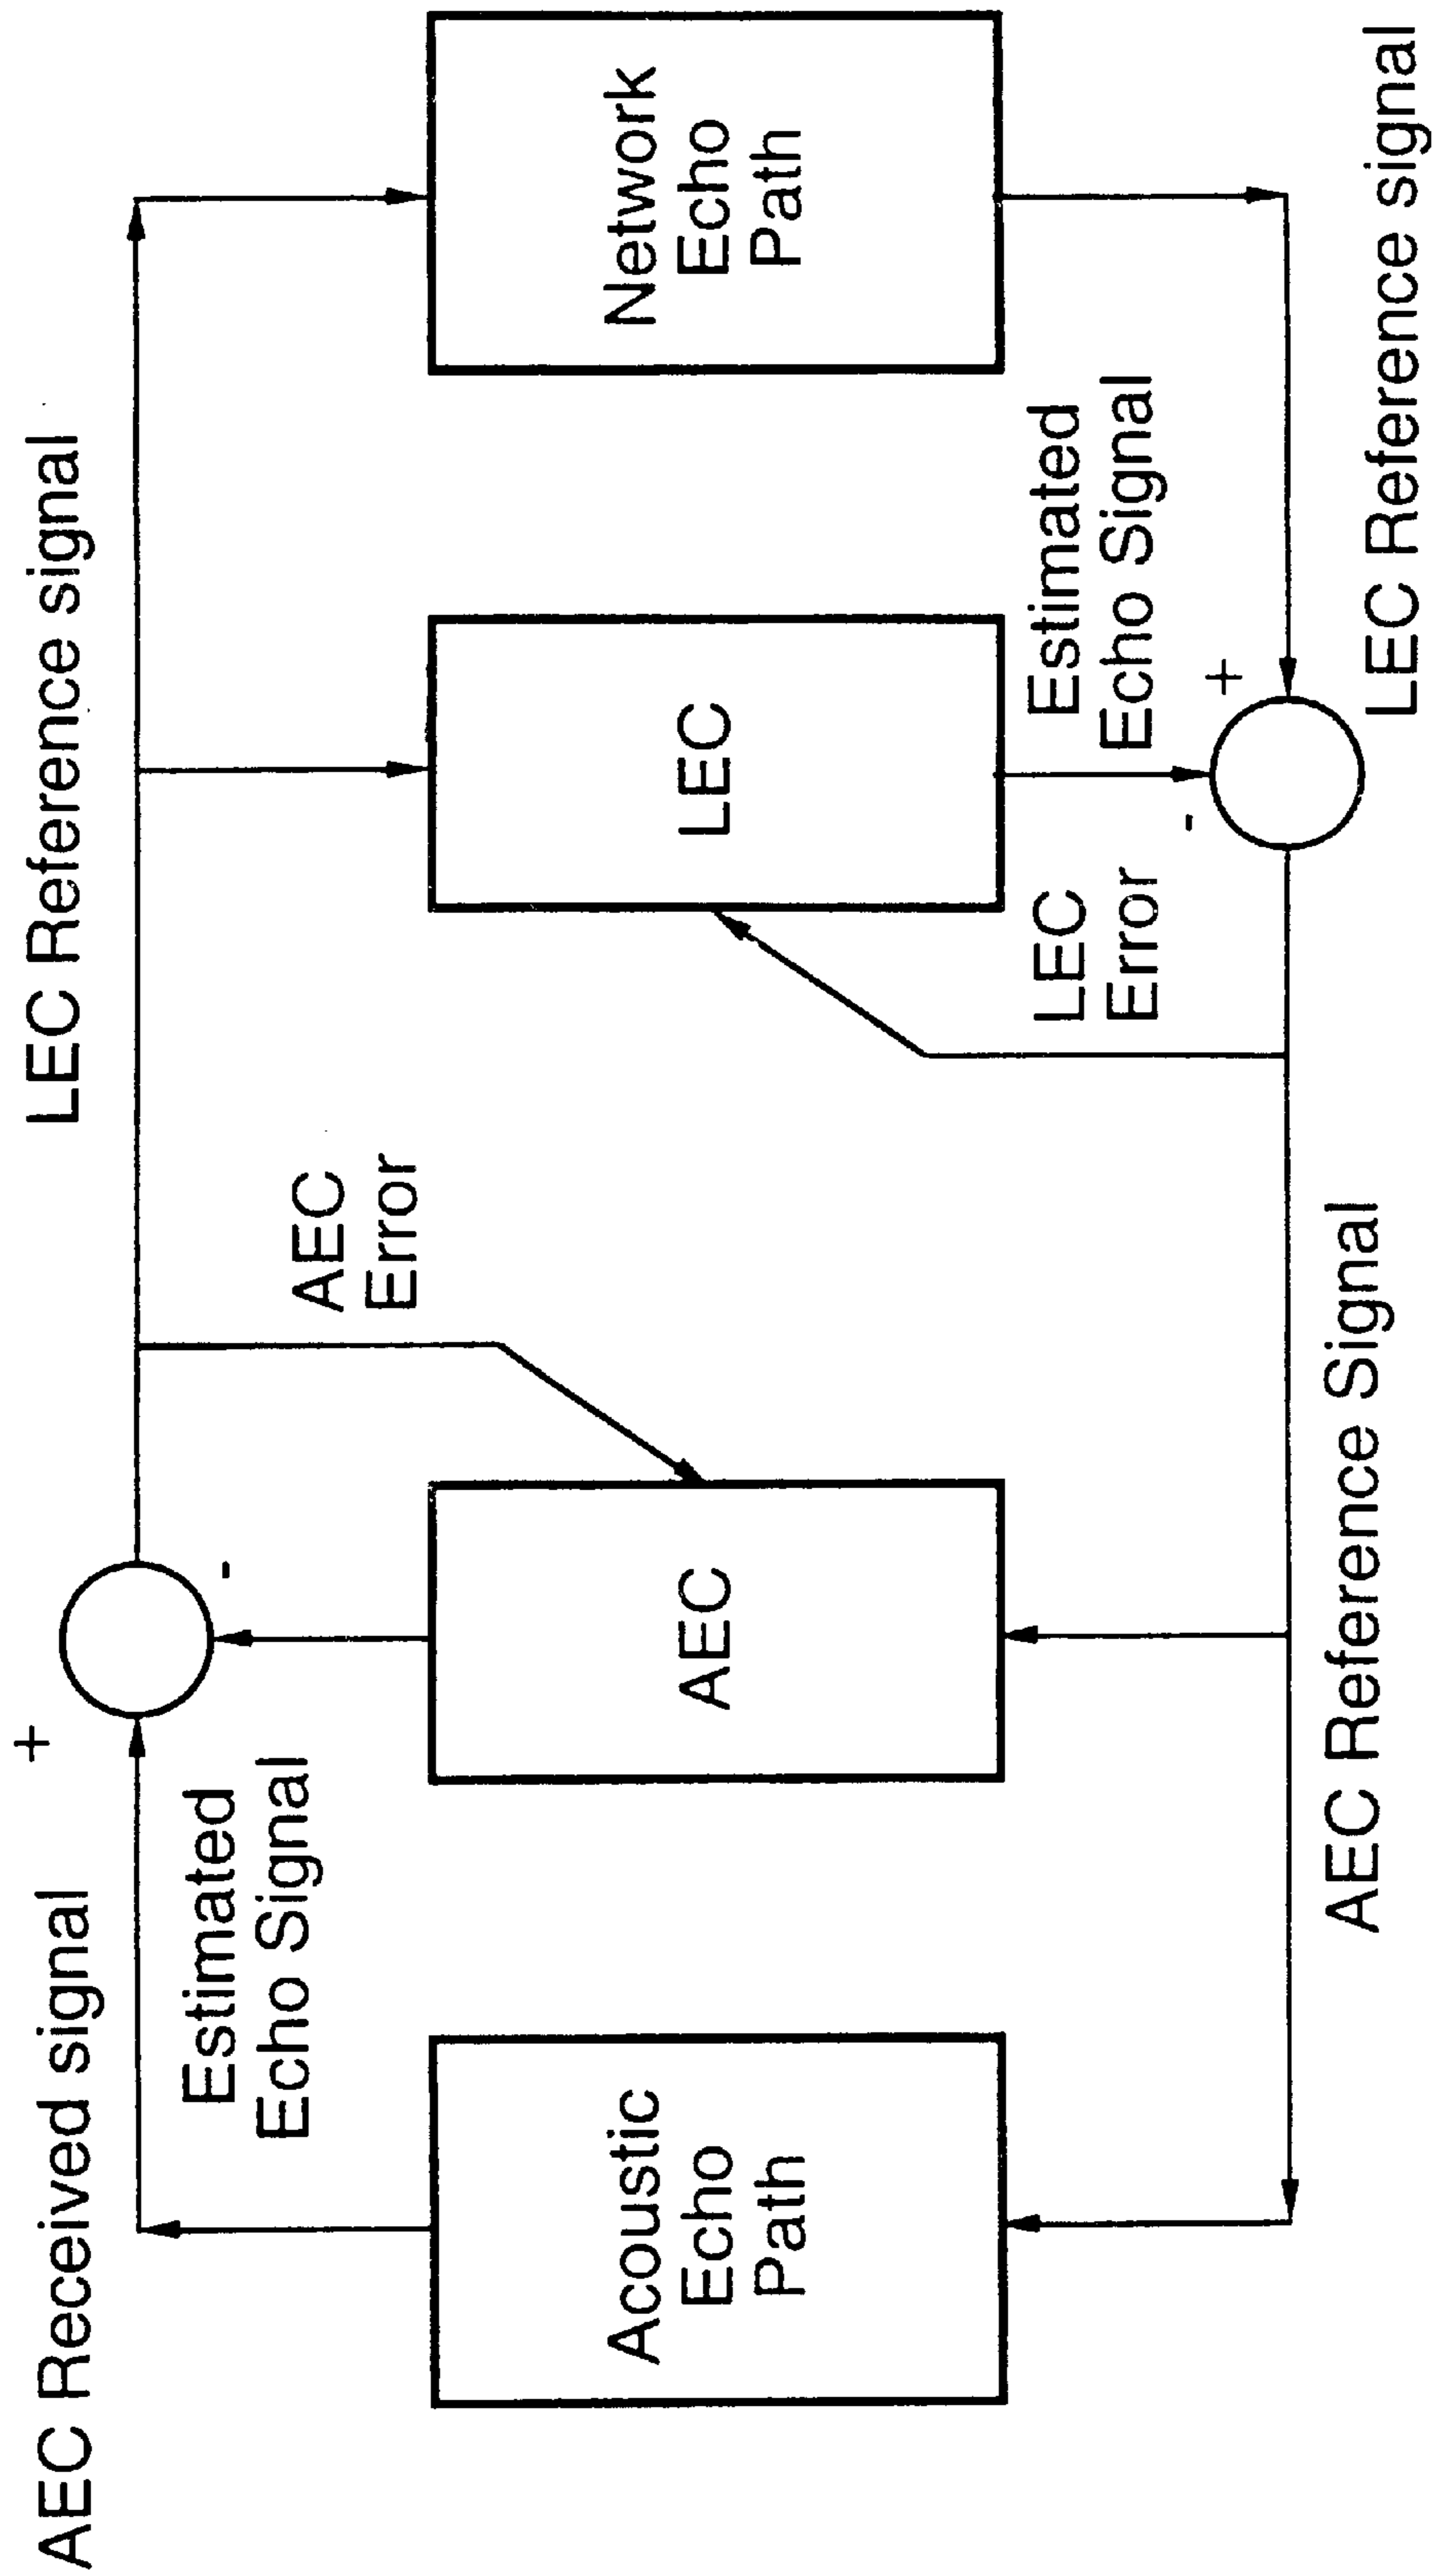 AEC Received signal
LEC Reference signal
+
-
Estimated
Echo Signal
AEC
Error
Acoustic
Echo
Path
AEC
LEC
Network
Echo
Path
LEC
Error
Estimated
Echo Signal
-
+
AEC Reference Signal
LEC Reference signal